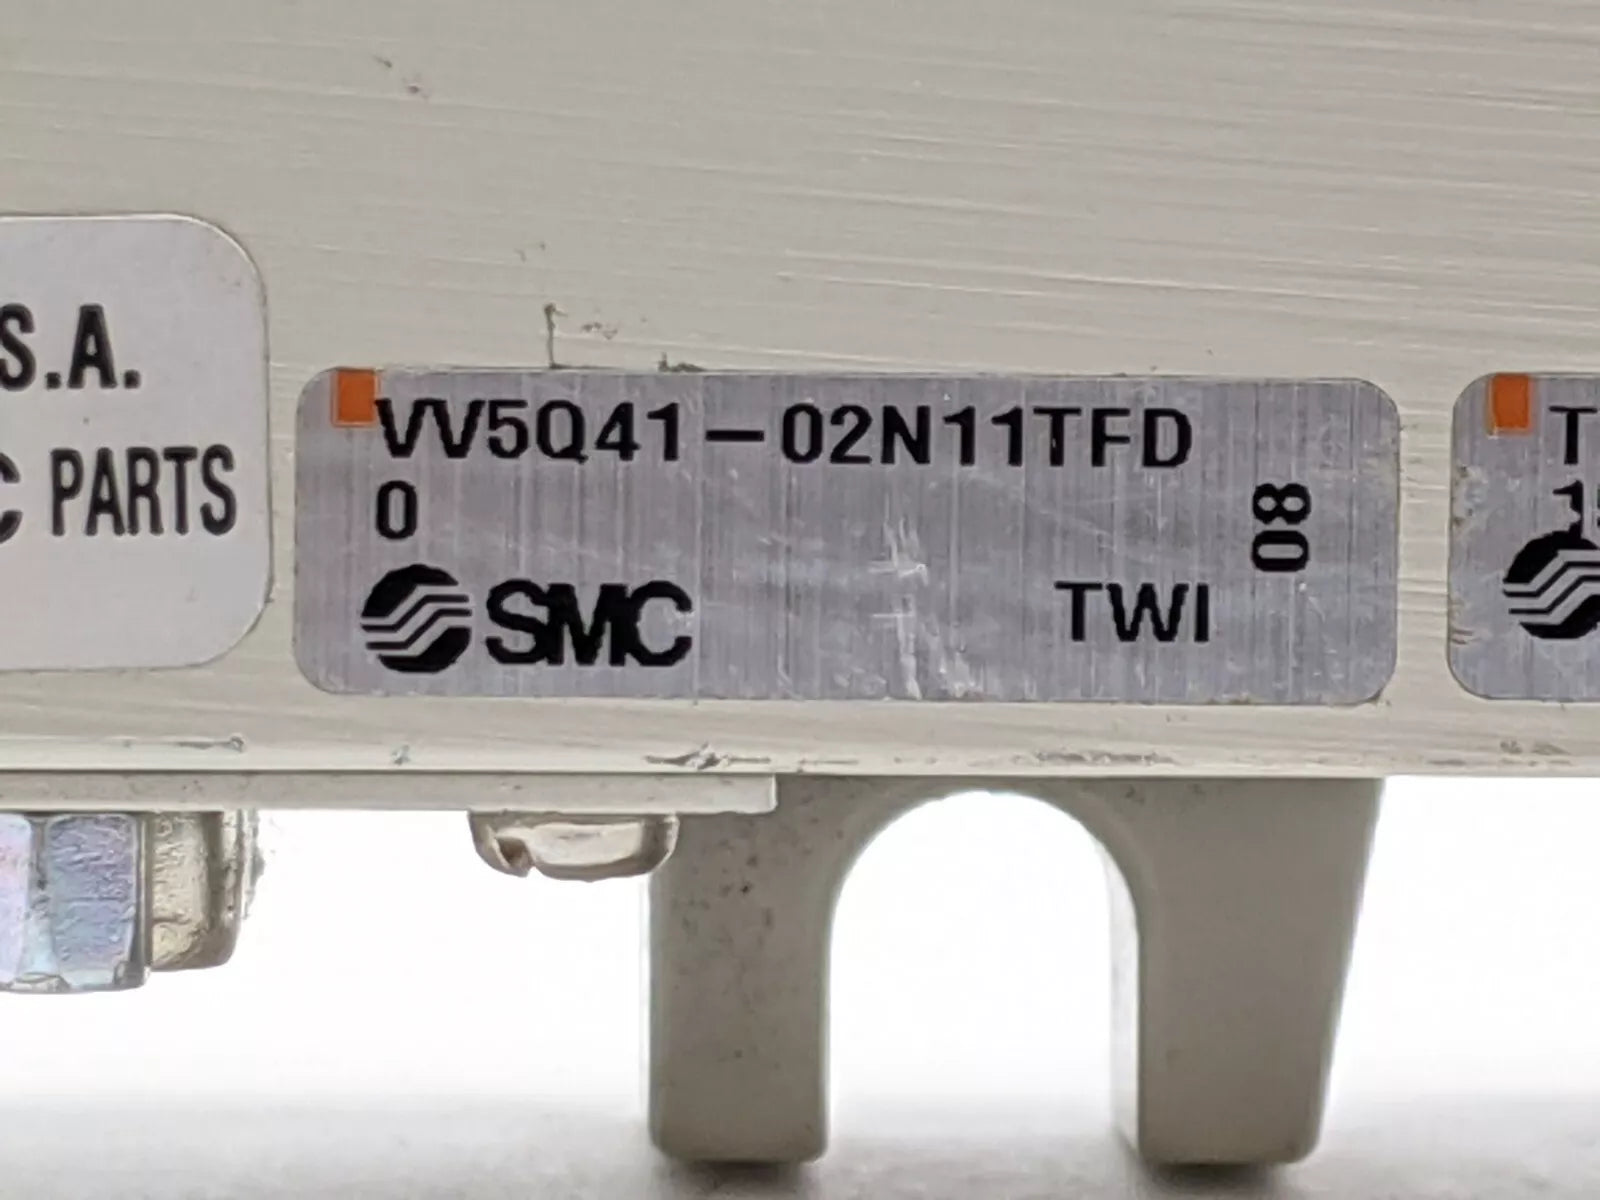 S.A.
C PARTS
VV5Q41-02N11TFD
0
08
SMC
TWI
T